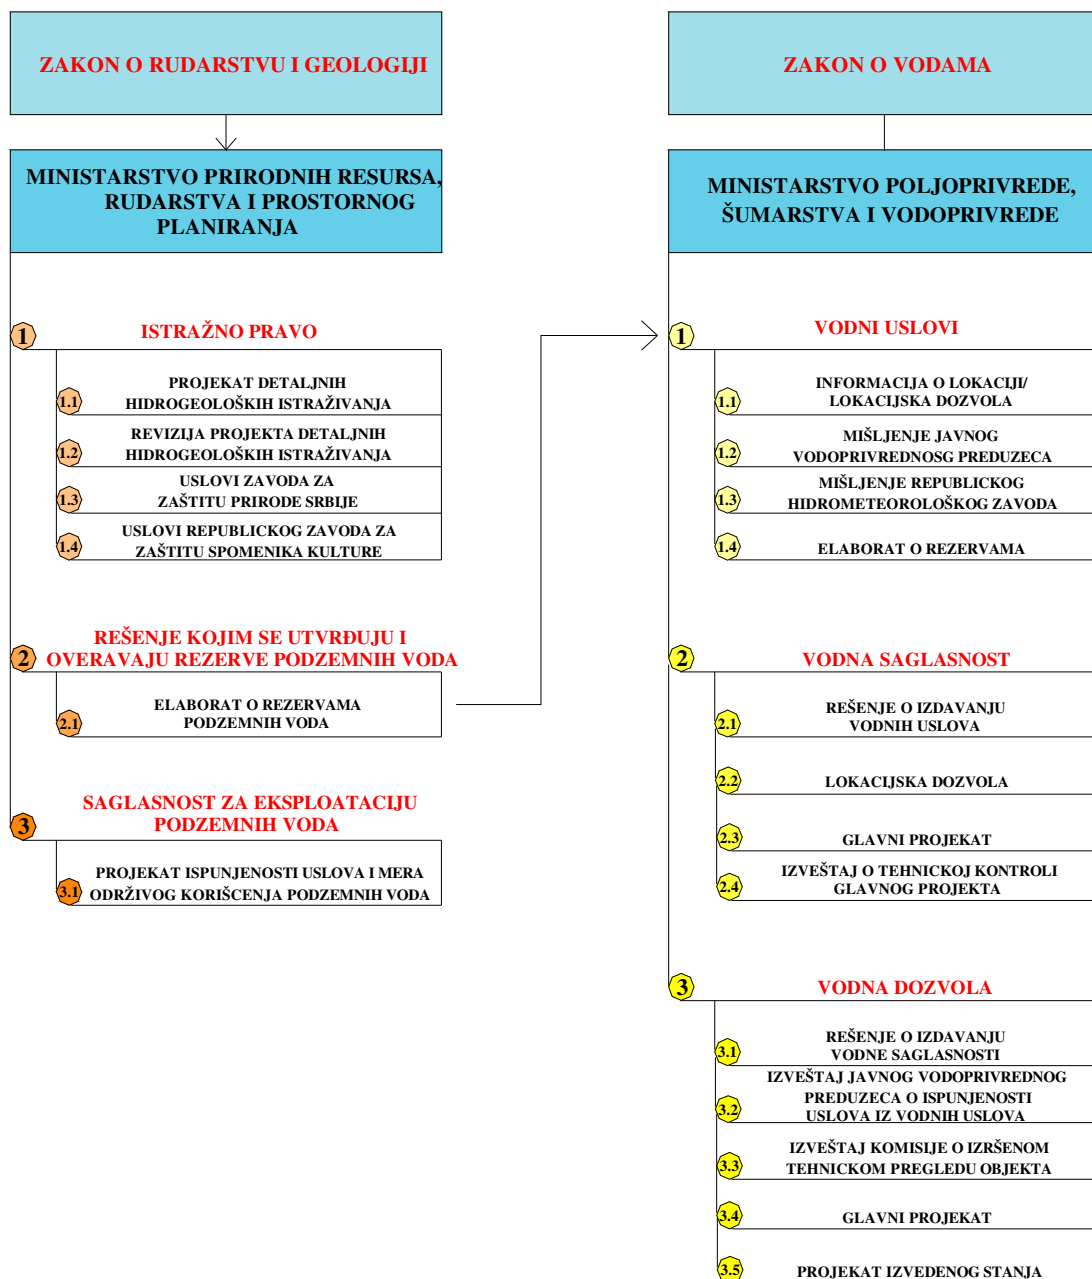 ZAKON O RUDARSTVU I GEOLOGIJI
MINISTARSTVO PRIRODNIH RESURSA,
RUDARSTVA I PROSTORNOG
PLANIRANJA
1
ISTRAŽNO PRAVO
1.1
PROJEKAT DETALJNIH
HIDROGEOLOŠKIH ISTRAŽIVANJA
1.2
REVIZIJA PROJEKTA DETALJNIH
HIDROGEOLOŠKIH ISTRAŽIVANJA
1.3
USLOVI ZAVODA ZA
ZAŠTITU PRIRODE SRBIJE
1.4
USLOVI REPUBLICKOG ZAVODA ZA
ZAŠTITU SPOMENIKA KULTURE
2
REŠENJE KOJIM SE UTVRĐUJU I
OVERAVAJU REZERVE PODZEMNIH VODA
2.1
ELABORAT O REZERVAMA
PODZEMNIH VODA
3
SAGLASNOST ZA EKSPLOATACIJU
PODZEMNIH VODA
3.1
PROJEKAT ISPUNJENOSTI USLOVA I MERA
ODRŽIVOG KORIŠCENJA PODZEMNIH VODA
ZAKON O VODAMA
MINISTARSTVO POLJOPRIVREDE,
ŠUMARSTVA I VODOPRIVREDE
1
VODNI USLOVI
1.1
INFORMACIJA O LOKACIJI/
LOKACIJSKA DOZVOLA
1.2
MIŠLJENJE JAVNOG
VODOPRIVREDNOSG PREDUZECA
1.3
MIŠLJENJE REPUBLICKOG
HIDROMETEOROLOŠKOG ZAVODA
1.4
ELABORAT O REZERVAMA
2
VODNA SAGLASNOST
2.1
REŠENJE O IZDAVANJU
VODNIH USLOVA
2.2
LOKACIJSKA DOZVOLA
2.3
GLAVNI PROJEKAT
2.4
IZVEŠTAJ O TEHNICKOJ KONTROLI
GLAVNOG PROJEKTA
3
VODNA DOZVOLA
3.1
REŠENJE O IZDAVANJU
VODNE SAGLASNOSTI
3.2
IZVEŠTAJ JAVNOG VODOPRIVREDNOG
PREDUZECA O ISPUNJENOSTI
USLOVA IZ VODNIH USLOVA
3.3
IZVEŠTAJ KOMISIJE O IZRŠENOM
TEHNICKOM PREGLEDU OBJEKTA
3.4
GLAVNI PROJEKAT
3.5
PROJEKAT IZVEDENOG STANJA